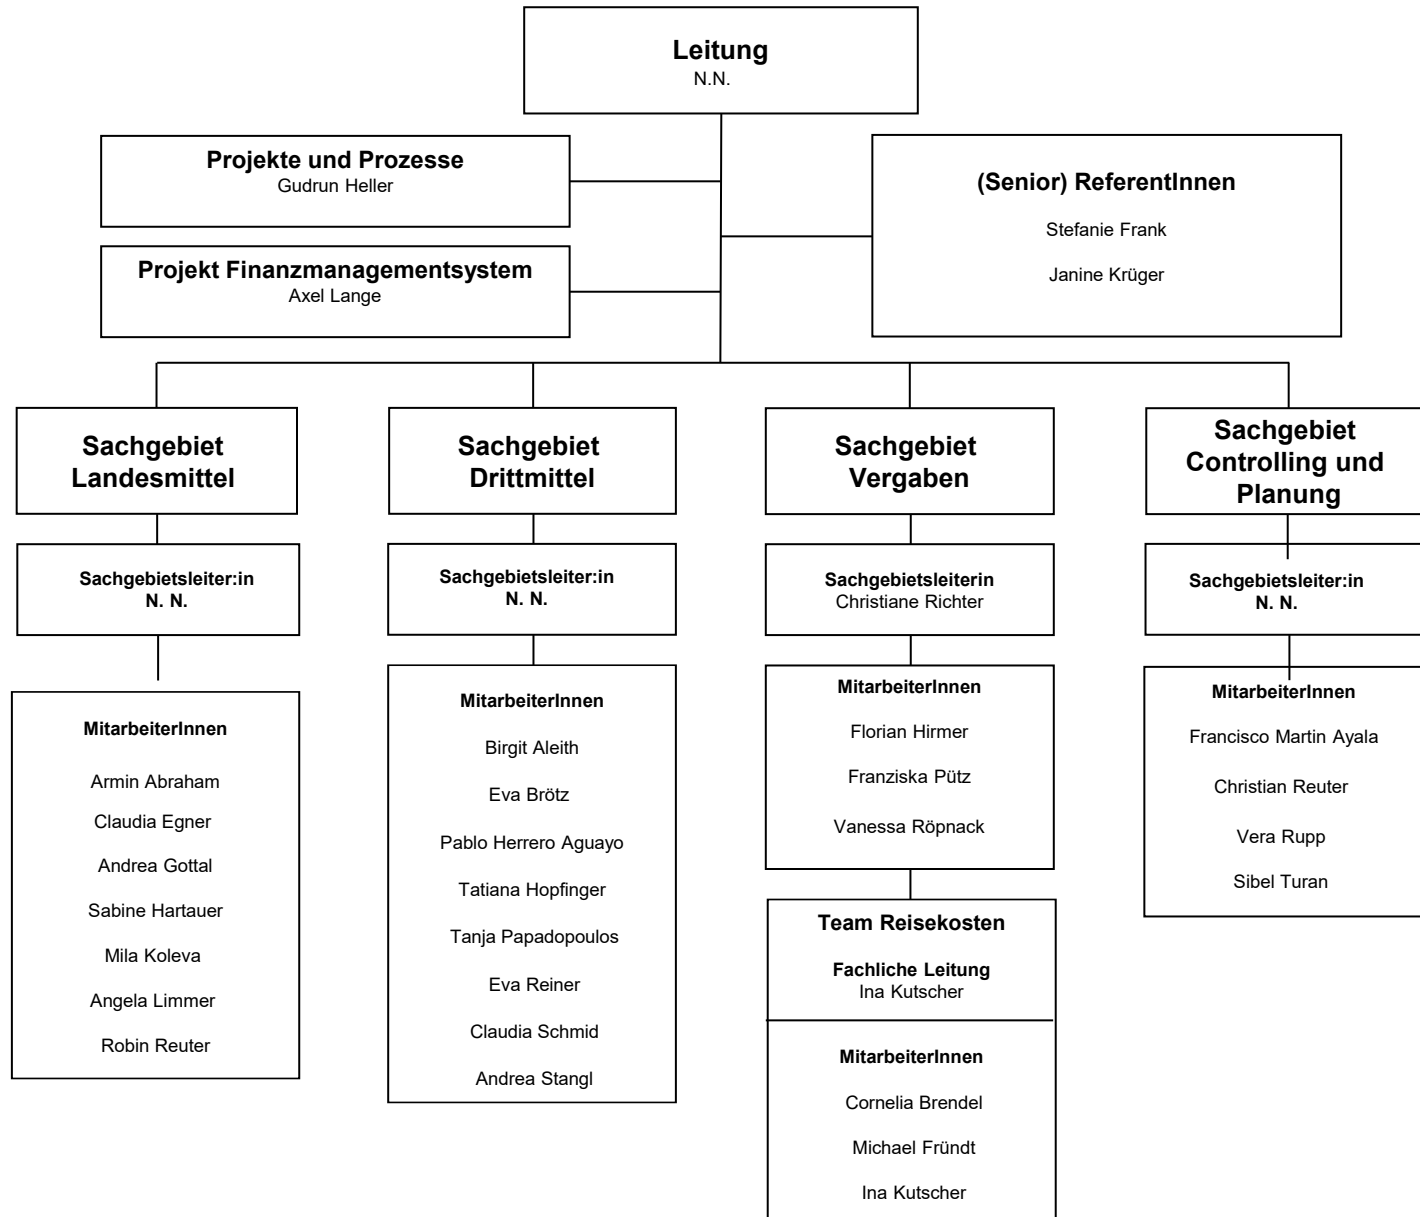 Leitung
N.N.
Projekte und Prozesse
Gudrun Heller
(Senior) ReferentInnen
Stefanie Frank
Janine Krüger
Projekt Finanzmanagementsystem
Axel Lange
Sachgebiet
Landesmittel
Sachgebietsleiter:in
N. N.
MitarbeiterInnen
Armin Abraham
Claudia Egner
Andrea Gottal
Sabine Hartauer
Mila Koleva
Angela Limmer
Robin Reuter
Sachgebiet
Drittmittel
Sachgebietsleiter:in
N. N.
MitarbeiterInnen
Birgit Aleith
Eva Brötz
Pablo Herrero Aguayo
Tatiana Hopfinger
Tanja Papadopoulos
Eva Reiner
Claudia Schmid
Andrea Stangl
Sachgebiet
Vergaben
Sachgebietsleiterin
Christiane Richter
MitarbeiterInnen
Florian Hirmer
Franziska Pütz
Vanessa Röpnack
Team Reisekosten
Fachliche Leitung
Ina Kutscher
MitarbeiterInnen
Cornelia Brendel
Michael Fründt
Ina Kutscher
Sachgebiet
Controlling und
Planung
Sachgebietsleiter:in
N. N.
MitarbeiterInnen
Francisco Martin Ayala
Christian Reuter
Vera Rupp
Sibel Turan